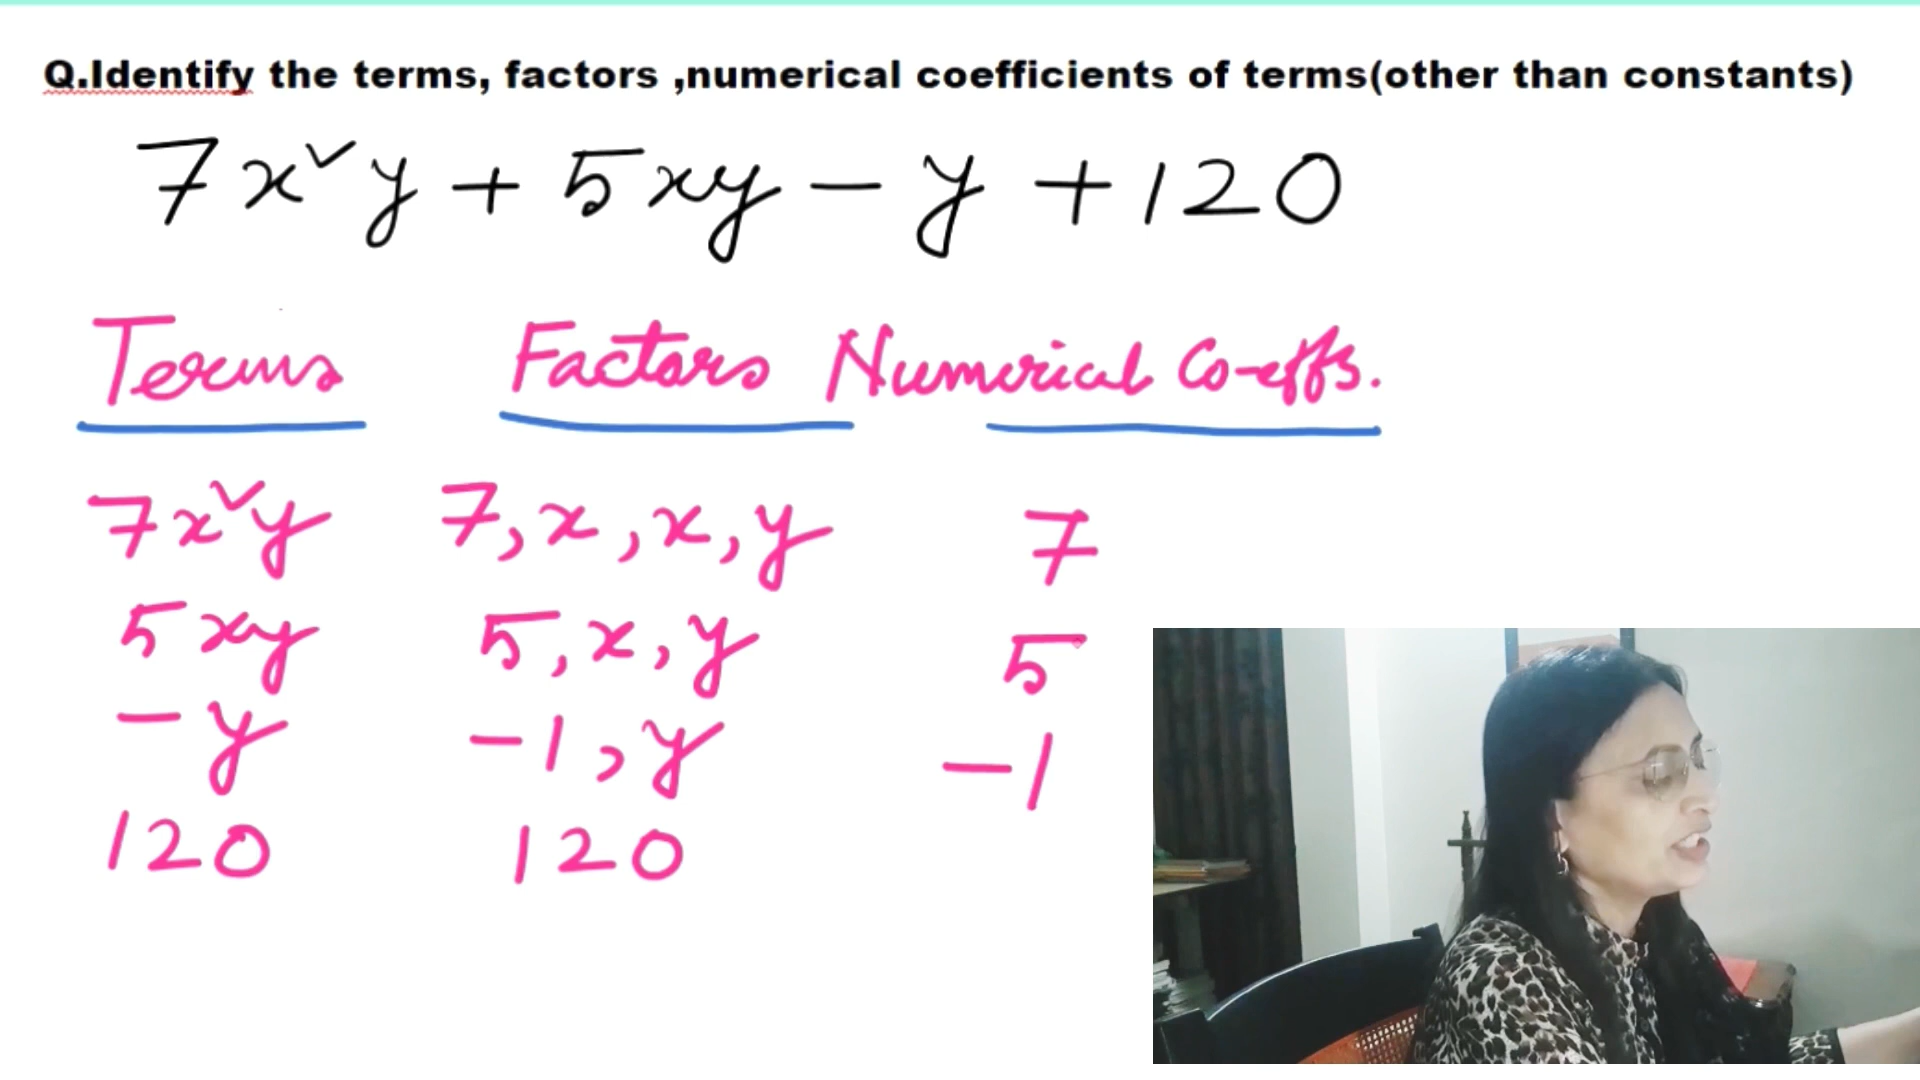 Q.Identify the terms, factors ,numerical coefficients of terms(other than constants)
7x²y + 5xy - y + 120
Terms Factors Numerical Co-effs.
7x²y 7, x, x, y 7
5xy 5, x, y 5
- y -1, y -1
120 120